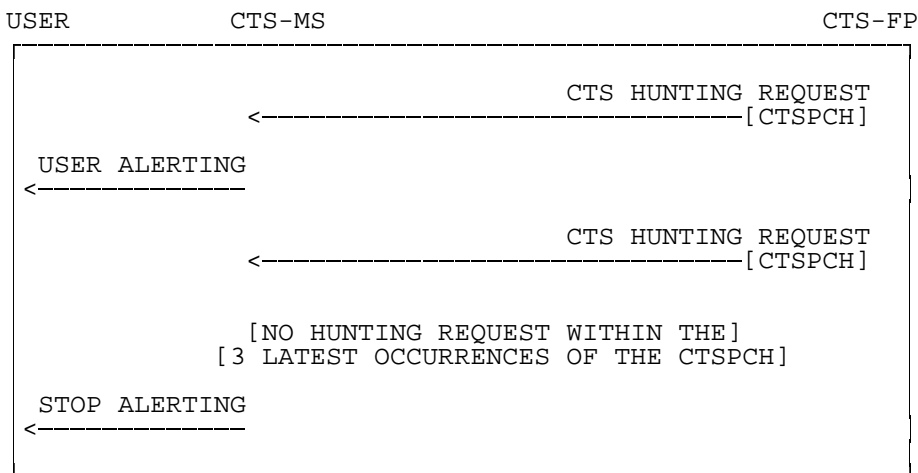 USER CTS-MS CTS-FP
CTS HUNTING REQUEST
[CTSPCH]
USER ALERTING
CTS HUNTING REQUEST
[CTSPCH]
[NO HUNTING REQUEST WITHIN THE]
[3 LATEST OCCURRENCES OF THE CTSPCH]
STOP ALERTING